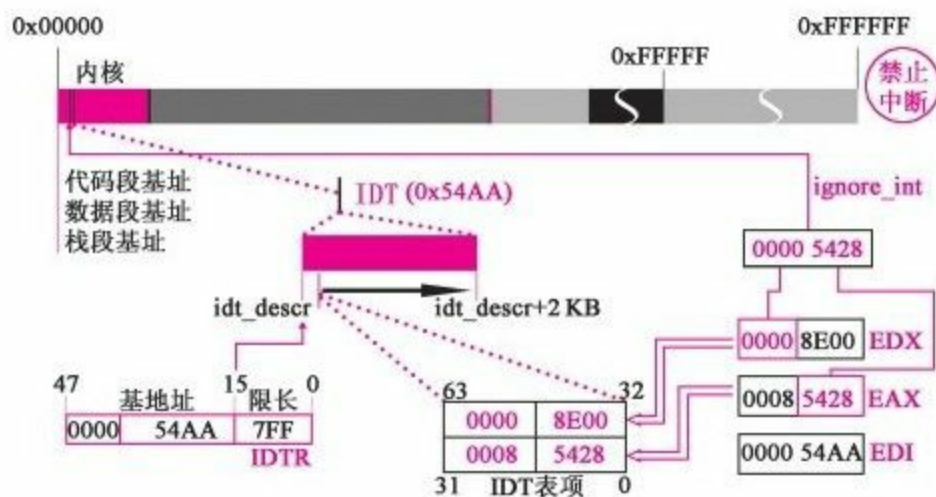 0x00000
0xFFFFFF
0xFFFFF
内核
禁止
中断
代码段基址
数据段基址
栈段基址
IDT (0x54AA)
ignore_int
0000 5428
idt_descr
idt_descr+2 KB
0000 8E00 EDX
47 15 0
基地址 限长
0000 54AA 7FF
IDTR
63 32
0000 8E00
0008 5428
31 IDT表项 0
0008 5428 EAX
0000 54AA EDI